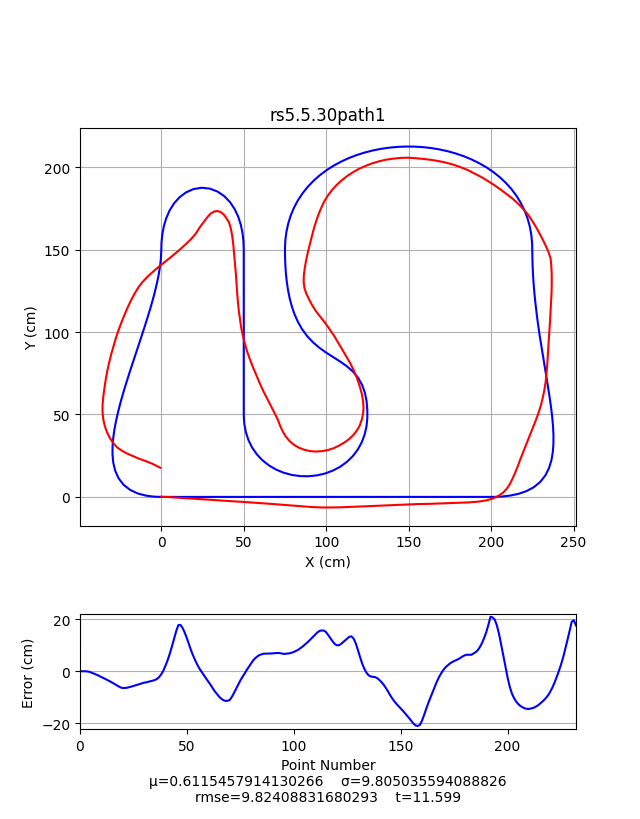 rs5.5.30path1
200
150
100
50
0
Y (cm)
0 50 100 150 200 250
X (cm)
20
0
−20
Error (cm)
0 50 100 150 200
Point Number
μ=0.6115457914130266 σ=9.805035594088826
rmse=9.82408831680293 t=11.599